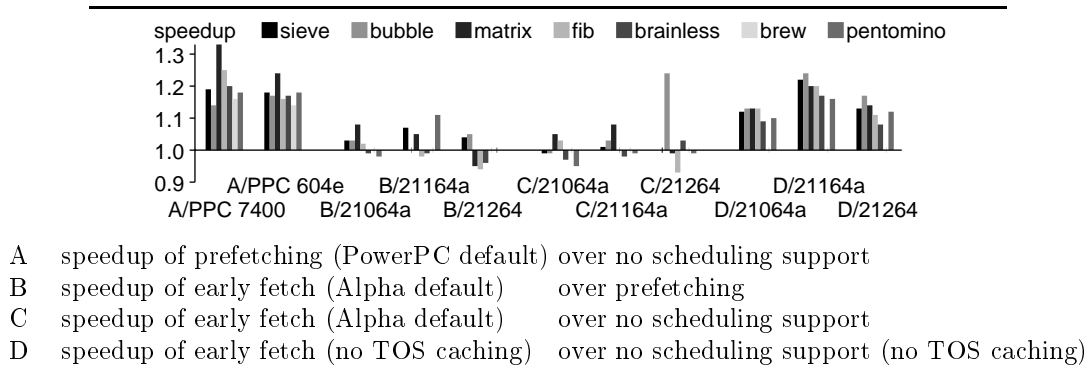 speedup sieve bubble matrix fib brainless brew pentomino
1.3
1.2
1.1
1.0
0.9
A/PPC 604e B/21164a C/21064a C/21264 D/21164a
A/PPC 7400 B/21064a B/21264 C/21164a D/21064a D/21264
A speedup of prefetching (PowerPC default) over no scheduling support
B speedup of early fetch (Alpha default) over prefetching
C speedup of early fetch (Alpha default) over no scheduling support
D speedup of early fetch (no TOS caching) over no scheduling support (no TOS caching)